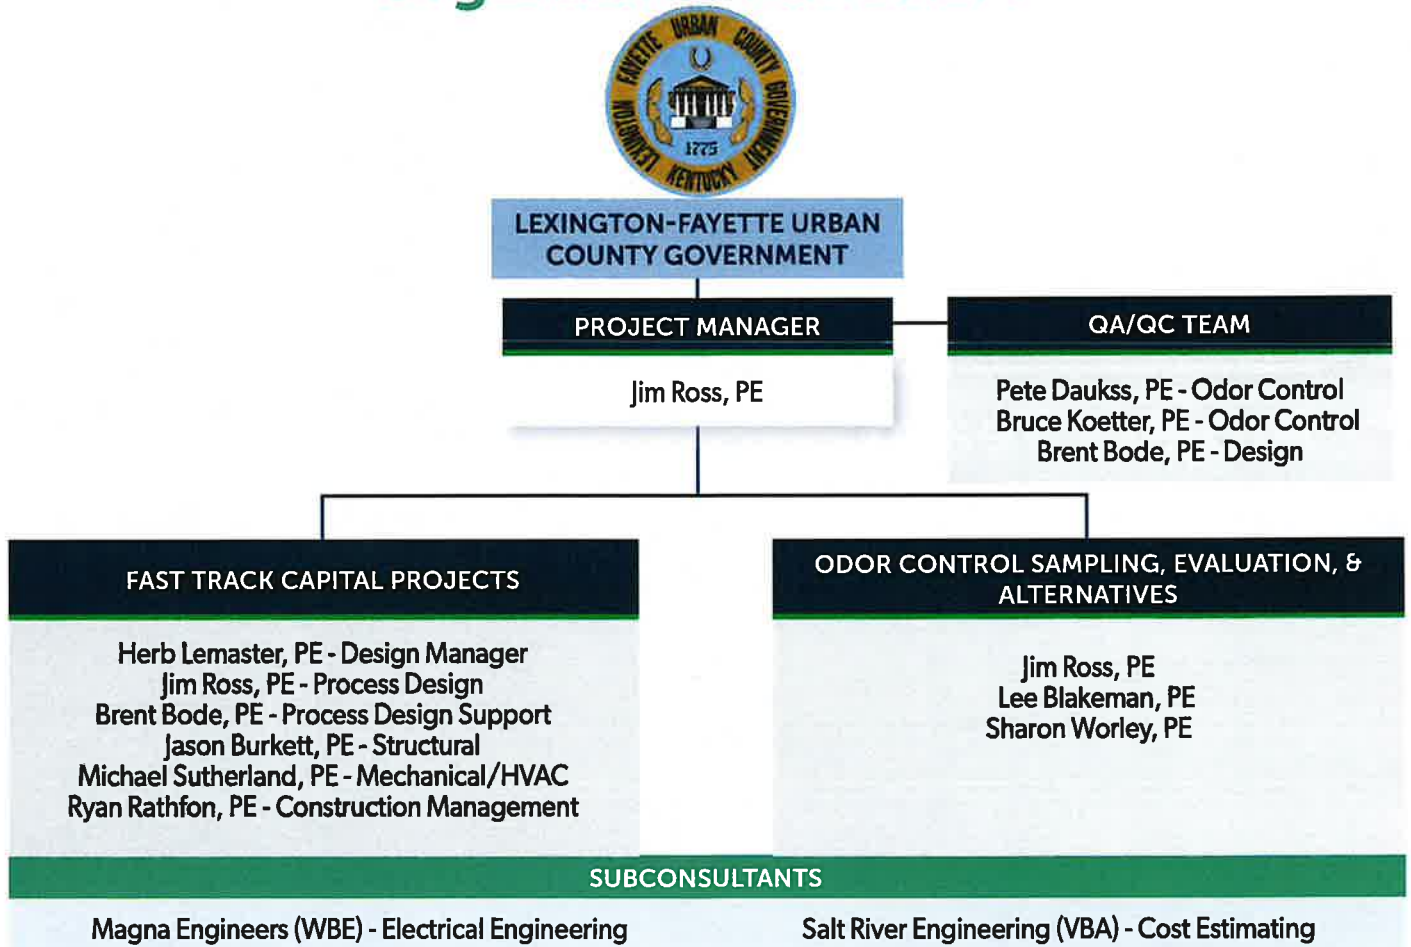 LEXINGTON FAYETTE URBAN COUNTY GOVERNMENT
1775
KENTUCKY
LEXINGTON-FAYETTE URBAN
COUNTY GOVERNMENT
PROJECT MANAGER
Jim Ross, PE
QA/QC TEAM
Pete Daukss, PE - Odor Control
Bruce Koetter, PE - Odor Control
Brent Bode, PE - Design
FAST TRACK CAPITAL PROJECTS
Herb Lemaster, PE - Design Manager
Jim Ross, PE - Process Design
Brent Bode, PE - Process Design Support
Jason Burkett, PE - Structural
Michael Sutherland, PE - Mechanical/HVAC
Ryan Rathfon, PE - Construction Management
ODOR CONTROL SAMPLING, EVALUATION, &
ALTERNATIVES
Jim Ross, PE
Lee Blakeman, PE
Sharon Worley, PE
SUBCONSULTANTS
Magna Engineers (WBE) - Electrical Engineering
Salt River Engineering (VBA) - Cost Estimating